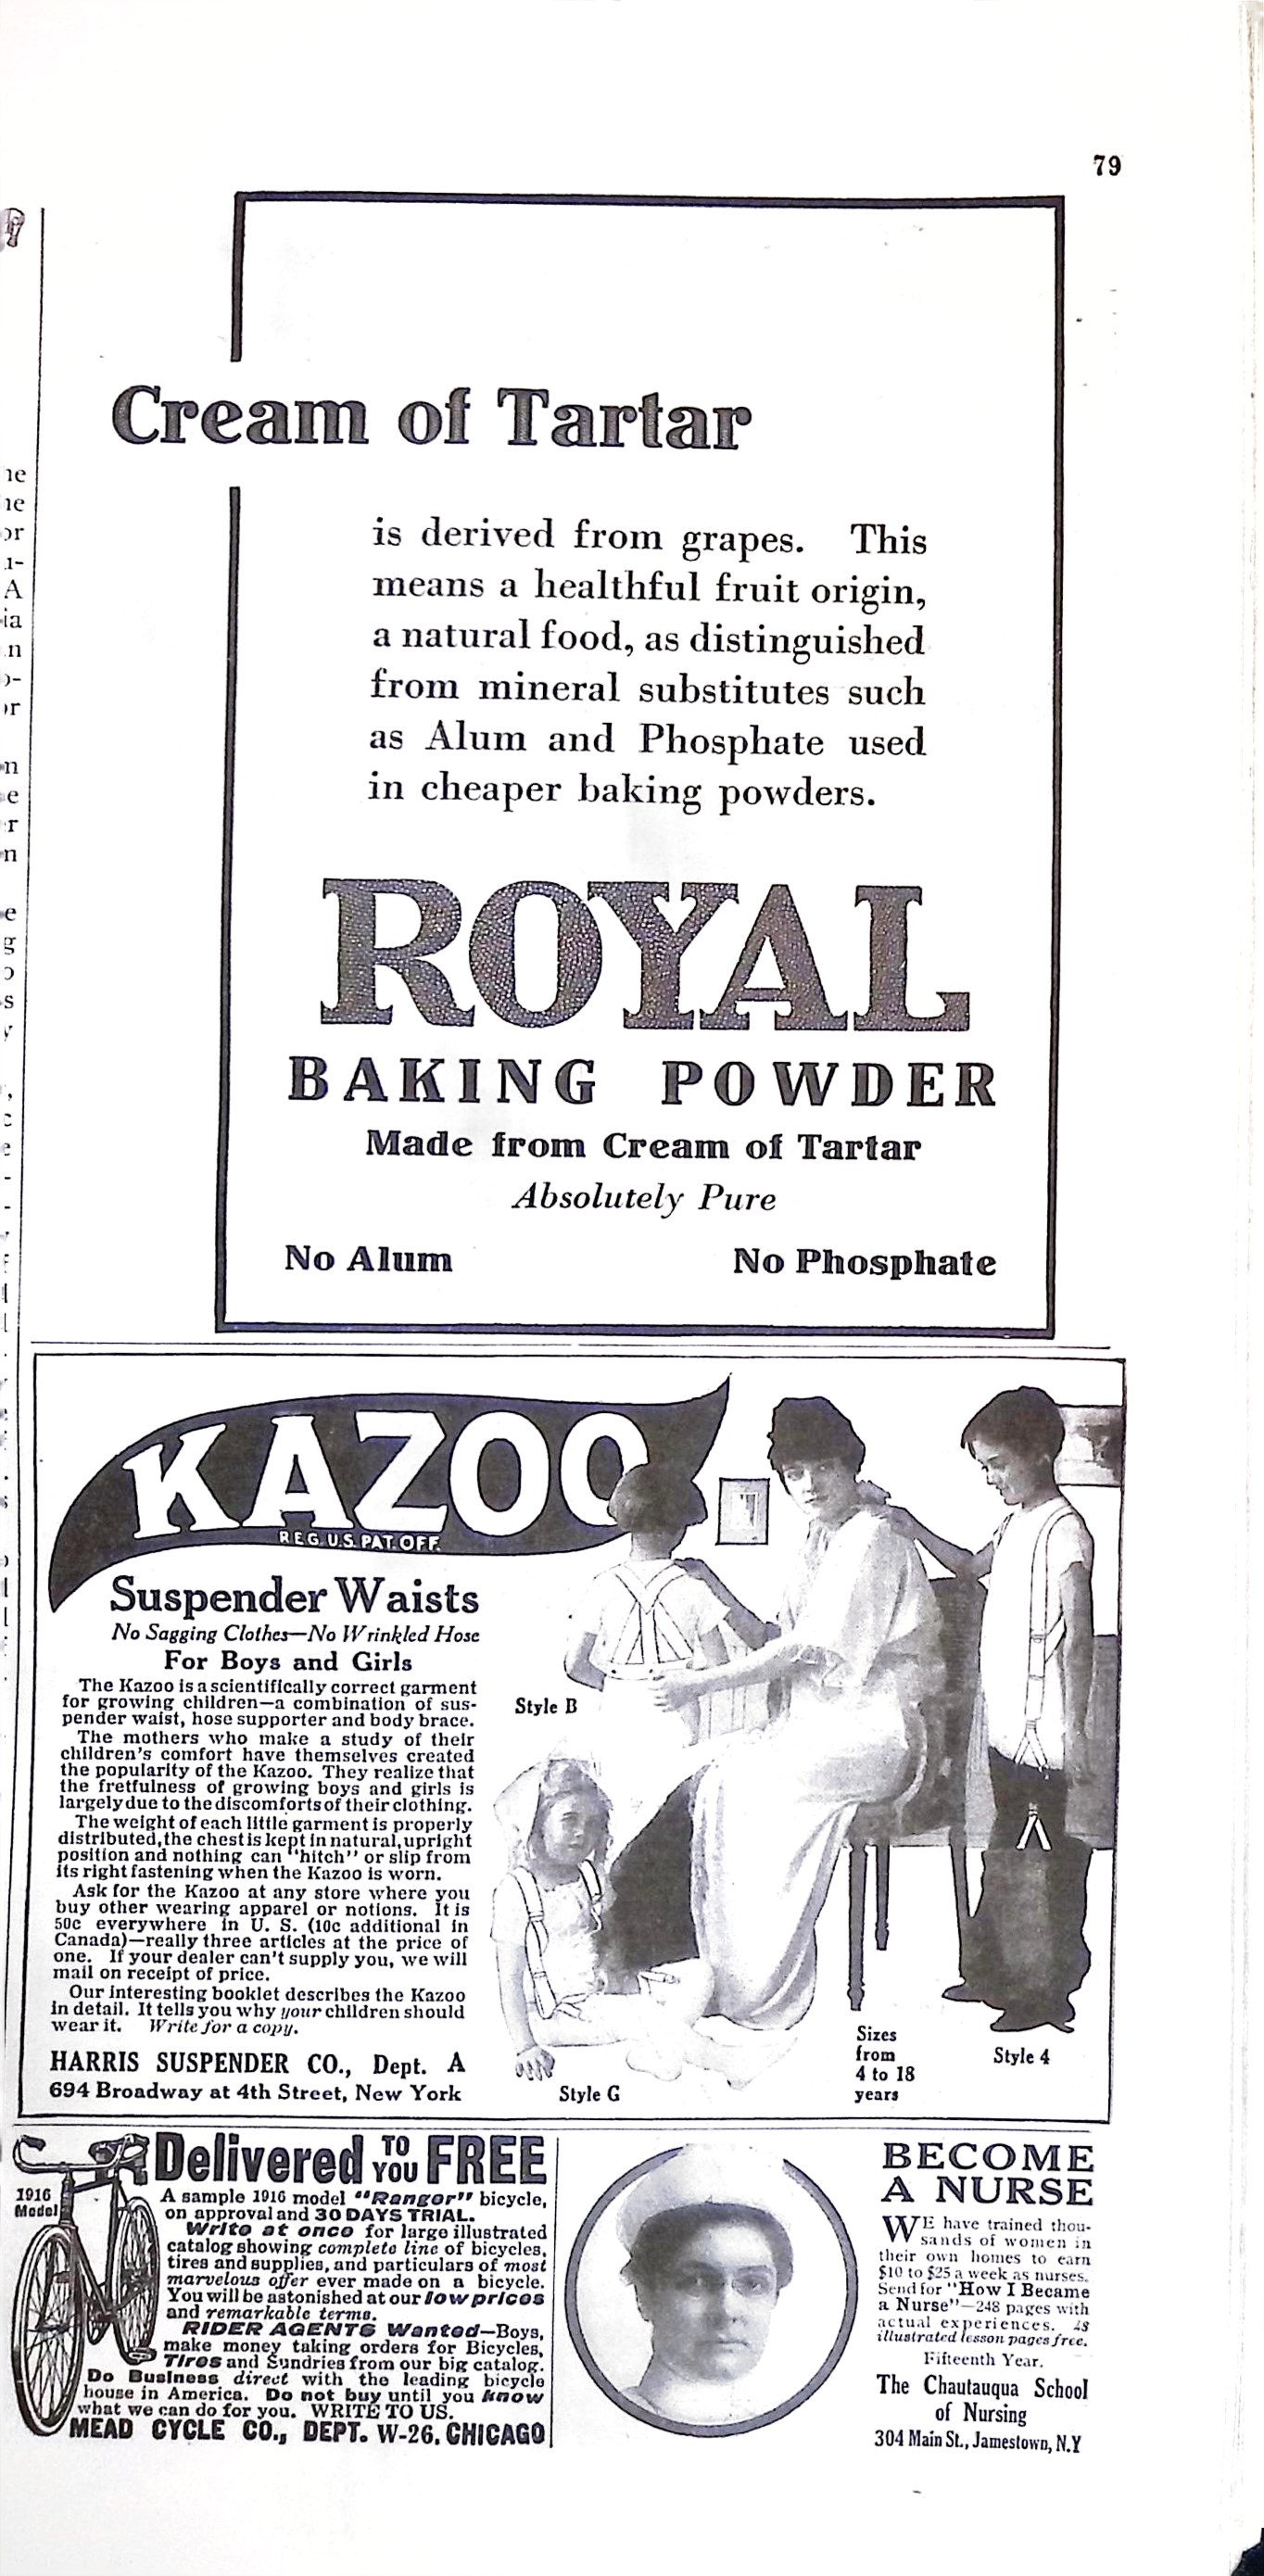 79
Cream of Tartar
is derived from grapes. This
means a healthful fruit origin,
a natural food, as distinguished
from mineral substitutes such
as Alum and Phosphate used
in cheaper baking powders.
ROYAL
BAKING POWDER
Made from Cream of Tartar
Absolutely Pure
No Alum No Phosphate
KAZOO
REG. U.S. PAT. OFF.
Suspender Waists
No Sagging Clothes—No Wrinkled Hose
For Boys and Girls
The Kazoo is a scientifically correct garment
for growing children—a combination of sus-
pender waist, hose supporter and body brace.
The mothers who make a study of their
children's comfort have themselves created
the popularity of the Kazoo. They realize that
the fretfulness of growing boys and girls is
largely due to the discomforts of their clothing.
The weight of each little garment is properly
distributed, the chest is kept in natural, upright
position and nothing can "hitch" or slip from
its right fastening when the Kazoo is worn.
Ask for the Kazoo at any store where you
buy other wearing apparel or notions. It is
50c everywhere in U. S. (10c additional in
Canada)—really three articles at the price of
one. If your dealer can't supply you, we will
mail on receipt of price.
Our interesting booklet describes the Kazoo
in detail. It tells you why your children should
wear it. Write for a copy.
HARRIS SUSPENDER CO., Dept. A
694 Broadway at 4th Street, New York
Style B
Style G
Sizes
from
4 to 18
years
Style 4
Delivered TO YOU FREE
1916
Model
A sample 1916 model "Ranger" bicycle,
on approval and 30 DAYS TRIAL.
Write at once for large illustrated
catalog showing complete line of bicycles,
tires and supplies, and particulars of most
marvelous offer ever made on a bicycle.
You will be astonished at our low prices
and remarkable terms.
RIDER AGENTS Wanted—Boys,
make money taking orders for Bicycles,
Tires and Sundries from our big catalog.
Do Business direct with the leading bicycle
house in America. Do not buy until you know
what we can do for you. WRITE TO US.
MEAD CYCLE CO., DEPT. W-26, CHICAGO
BECOME
A NURSE
WE have trained thou-
sands of women in
their own homes to earn
$10 to $25 a week as nurses.
Send for "How I Became
a Nurse"—248 pages with
actual experiences. 48
illustrated lesson pages free.
Fifteenth Year.
The Chautauqua School
of Nursing
304 Main St., Jamestown, N.Y